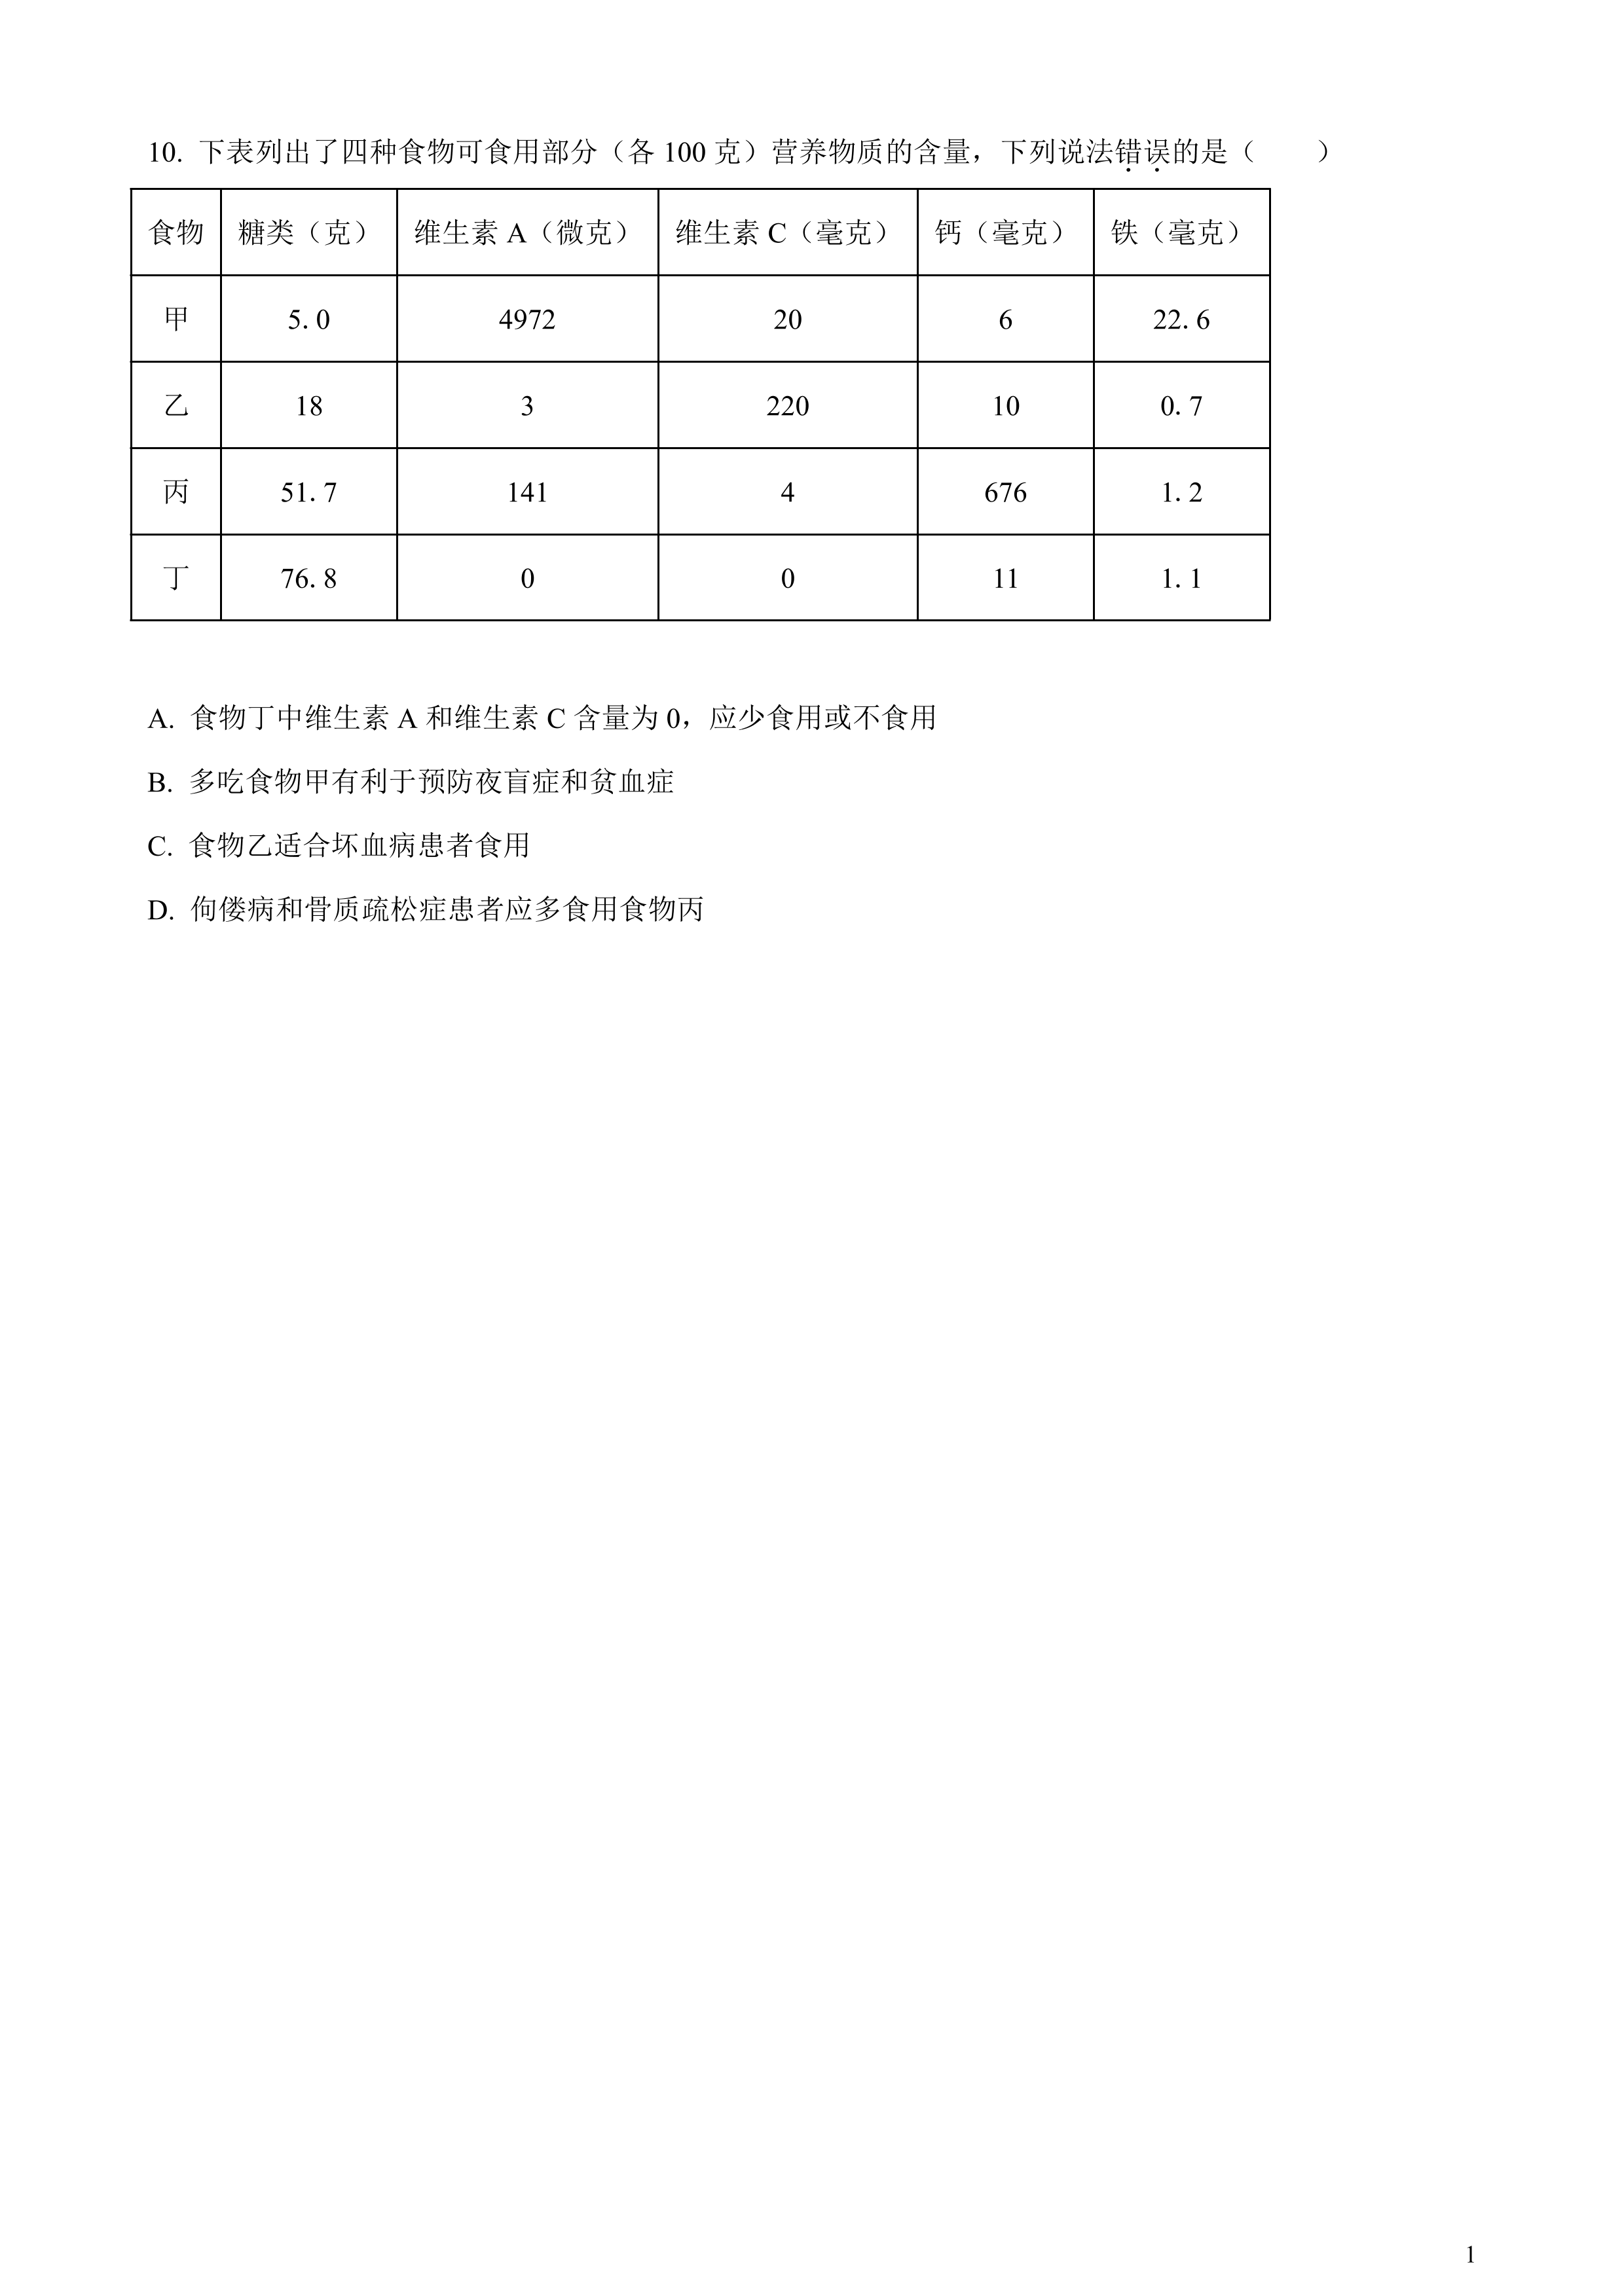 10. 下表列出了四种食物可食用部分（各 100 克）营养物质的含量，下列说法错误的是（　　）
食物 糖类（克） 维生素 A（微克） 维生素 C（毫克） 钙（毫克） 铁（毫克）
甲 5.0 4972 20 6 22.6
乙 18 3 220 10 0.7
丙 51.7 141 4 676 1.2
丁 76.8 0 0 11 1.1
A. 食物丁中维生素 A 和维生素 C 含量为 0，应少食用或不食用
B. 多吃食物甲有利于预防夜盲症和贫血症
C. 食物乙适合坏血病患者食用
D. 佝偻病和骨质疏松症患者应多食用食物丙
1